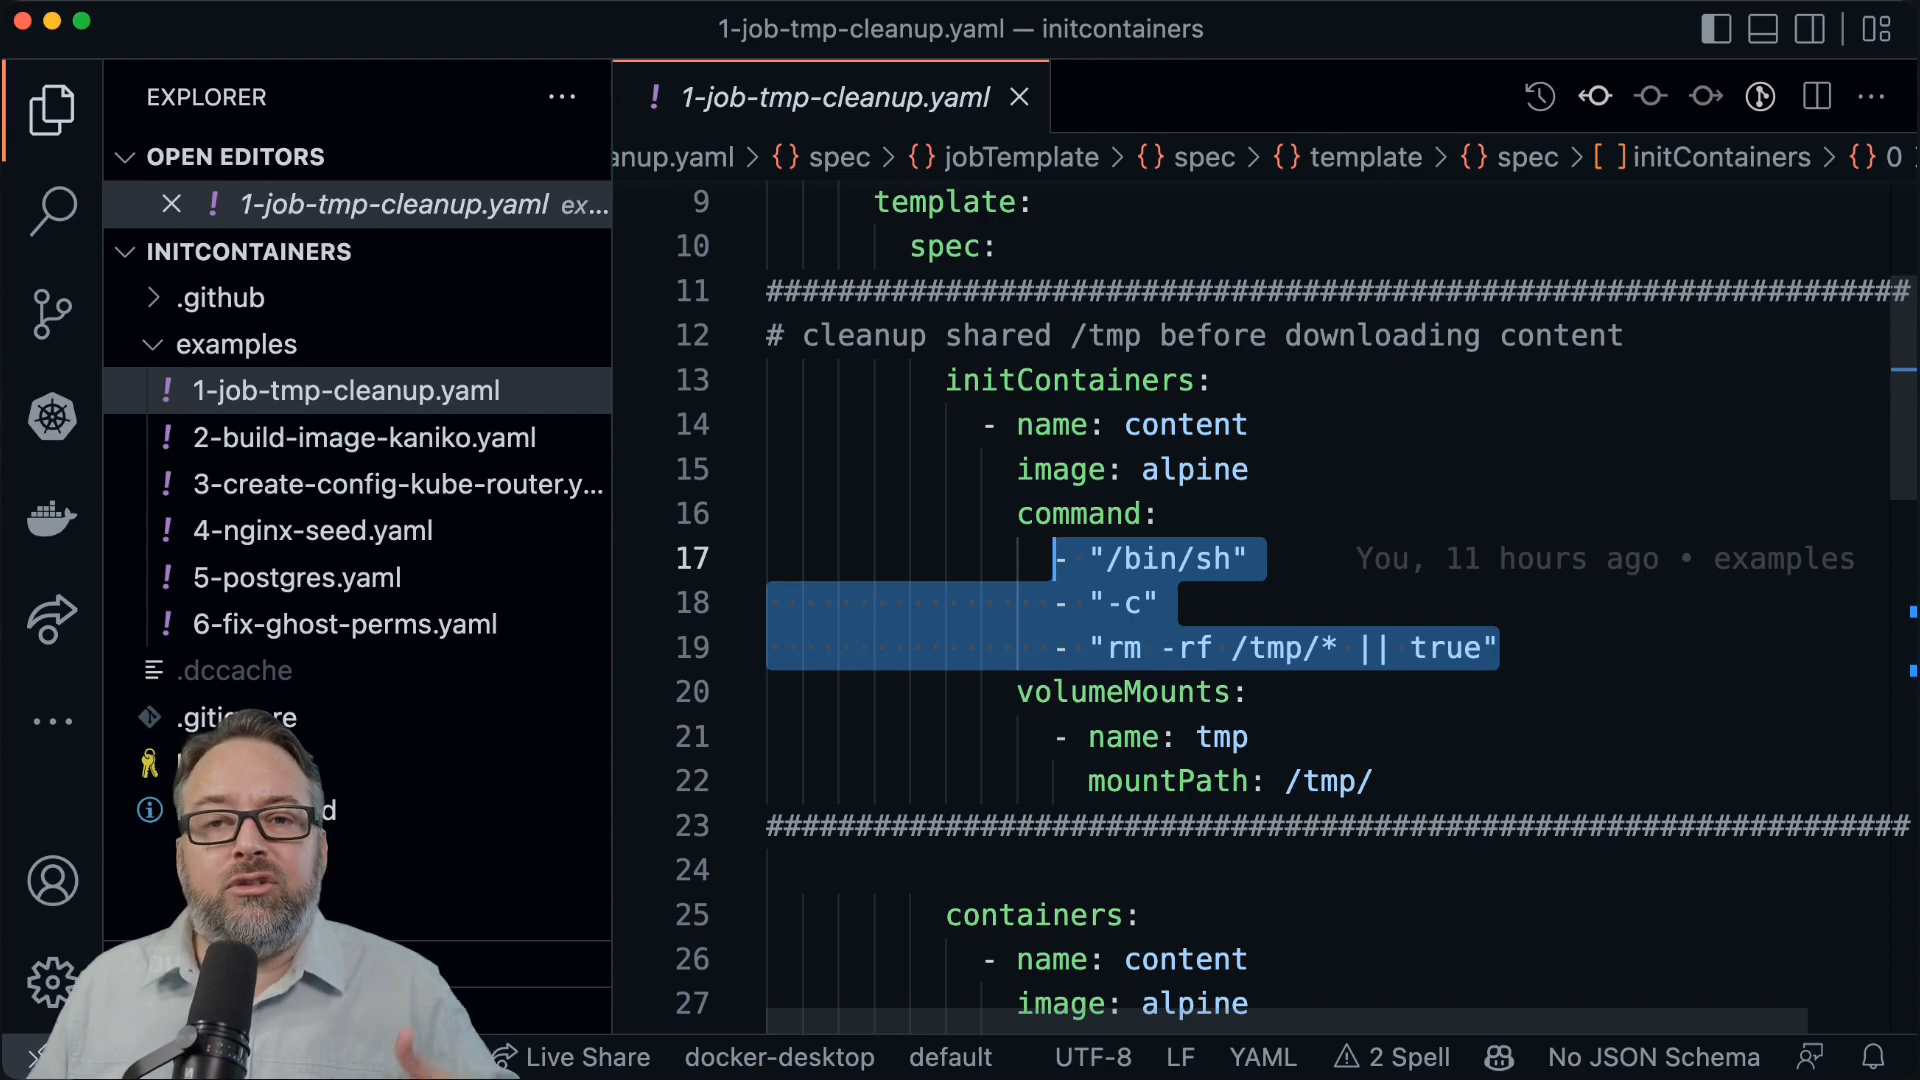 1-job-tmp-cleanup.yaml — initcontainers
EXPLORER
OPEN EDITORS
1-job-tmp-cleanup.yaml ex...
INITCONTAINERS
.github
examples
1-job-tmp-cleanup.yaml
2-build-image-kaniko.yaml
3-create-config-kube-router.y...
4-nginx-seed.yaml
5-postgres.yaml
6-fix-ghost-perms.yaml
.dccache
1-job-tmp-cleanup.yaml
anup.yaml > {} spec > {} jobTemplate > {} spec > {} template > {} spec > [ ] initContainers > {} 0
9 template:
10 spec:
11 ################################################################
12 # cleanup shared /tmp before downloading content
13 initContainers:
14 - name: content
15 image: alpine
16 command:
17 - "/bin/sh" You, 11 hours ago • examples
18 - "-c"
19 - "rm -rf /tmp/* || true"
20 volumeMounts:
21 - name: tmp
22 mountPath: /tmp/
23 ################################################################
24
25 containers:
26 - name: content
27 image: alpine
Live Share docker-desktop default UTF-8 LF YAML 2 Spell No JSON Schema